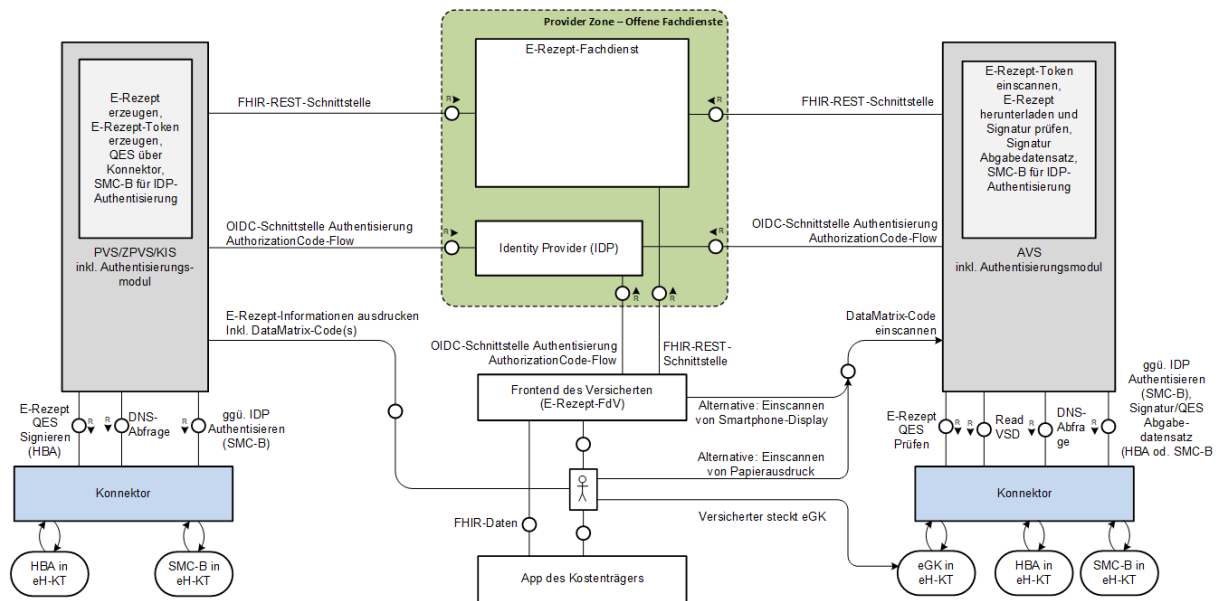 Provider Zone – Offene Fachdienste
E-Rezept-Fachdienst
E-Rezept
erzeugen,
E-Rezept-Token
erzeugen,
QES über
Konnektor,
SMC-B für IDP-
Authentisierung
PVS/ZPVS/KIS
inkl. Authentisierungs-
modul
FHIR-REST-Schnittstelle
R
R
FHIR-REST-Schnittstelle
E-Rezept-Token
einscannen,
E-Rezept
herunterladen und
Signatur prüfen,
Signatur
Abgabedatensatz,
SMC-B für IDP-
Authentisierung
AVS
inkl. Authentisierungsmodul
OIDC-Schnittstelle Authentisierung
AuthorizationCode-Flow
R
Identity Provider (IDP)
R
OIDC-Schnittstelle Authentisierung
AuthorizationCode-Flow
R
R
E-Rezept-Informationen ausdrucken
Inkl. DataMatrix-Code(s)
OIDC-Schnittstelle Authentisierung
AuthorizationCode-Flow
FHIR-REST-
Schnittstelle
DataMatrix-Code
einscannen
Frontend des Versicherten
(E-Rezept-FdV)
Alternative: Einscannen
von Smartphone-Display
Alternative: Einscannen
von Papierausdruck
Versicherter steckt eGK
FHIR-Daten
App des Kostenträgers
E-Rezept
QES
Signieren
(HBA)
R
DNS-
Abfrage
R
ggü. IDP
Authentisieren
(SMC-B)
R
Konnektor
HBA in
eH-KT
SMC-B in
eH-KT
E-Rezept
QES
Prüfen
R
Read
VSD
R
DNS-
Abfra
ge
R
ggü. IDP
Authentisieren
(SMC-B),
Signatur/QES
Abgabe-
datensatz
(HBA od. SMC-B
R
Konnektor
eGK in
eH-KT
HBA in
eH-KT
SMC-B in
eH-KT